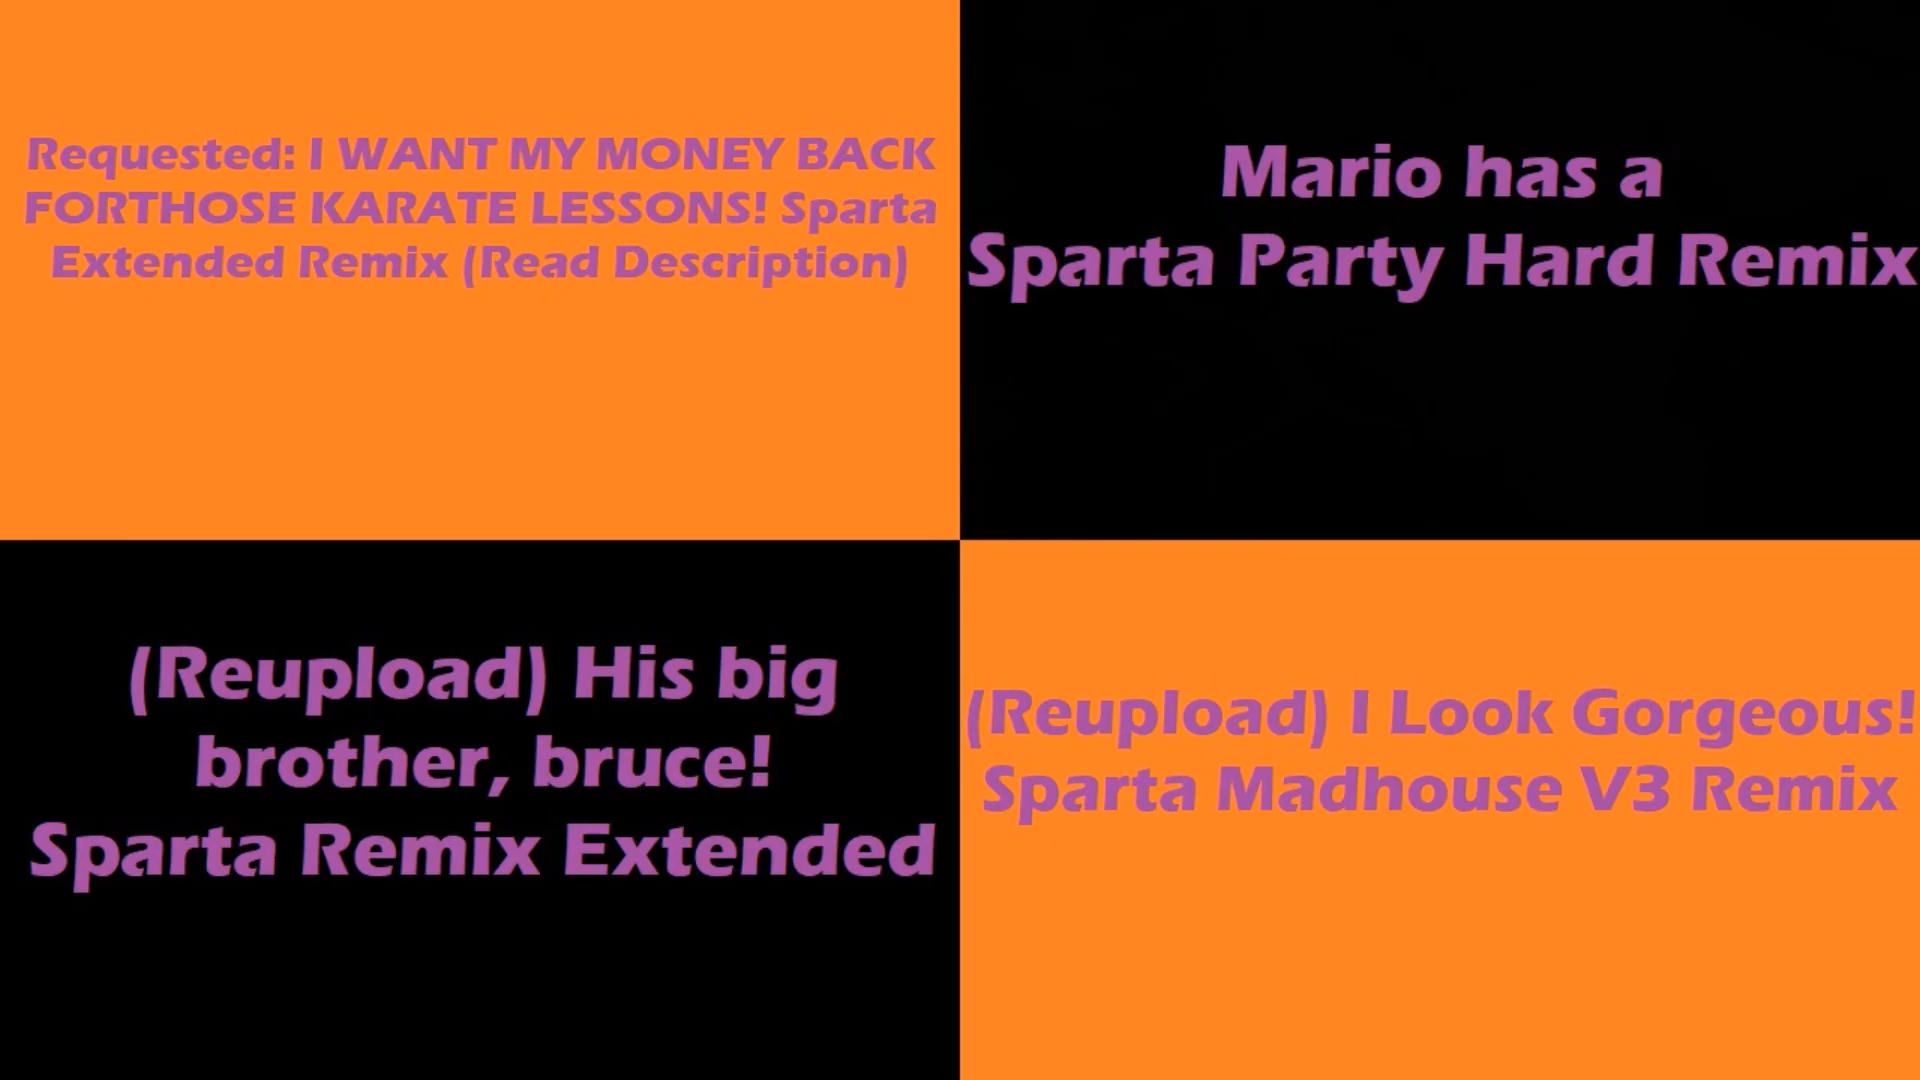 Requested: I WANT MY MONEY BACK
FORTHOSE KARATE LESSONS! Sparta
Extended Remix (Read Description)
Mario has a
Sparta Party Hard Remix
(Reupload) His big
brother, bruce!
Sparta Remix Extended
(Reupload) I Look Gorgeous!
Sparta Madhouse V3 Remix